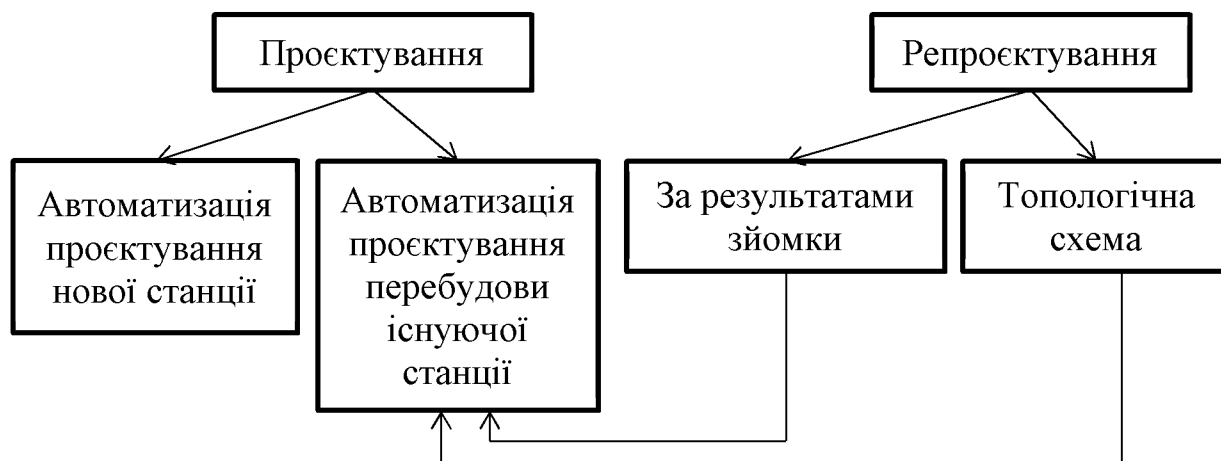 Проєктування
Репроєктування
Автоматизація
проєктування
нової станції
Автоматизація
проєктування
перебудови
існуючої
станції
За результатами
зйомки
Топологічна
схема